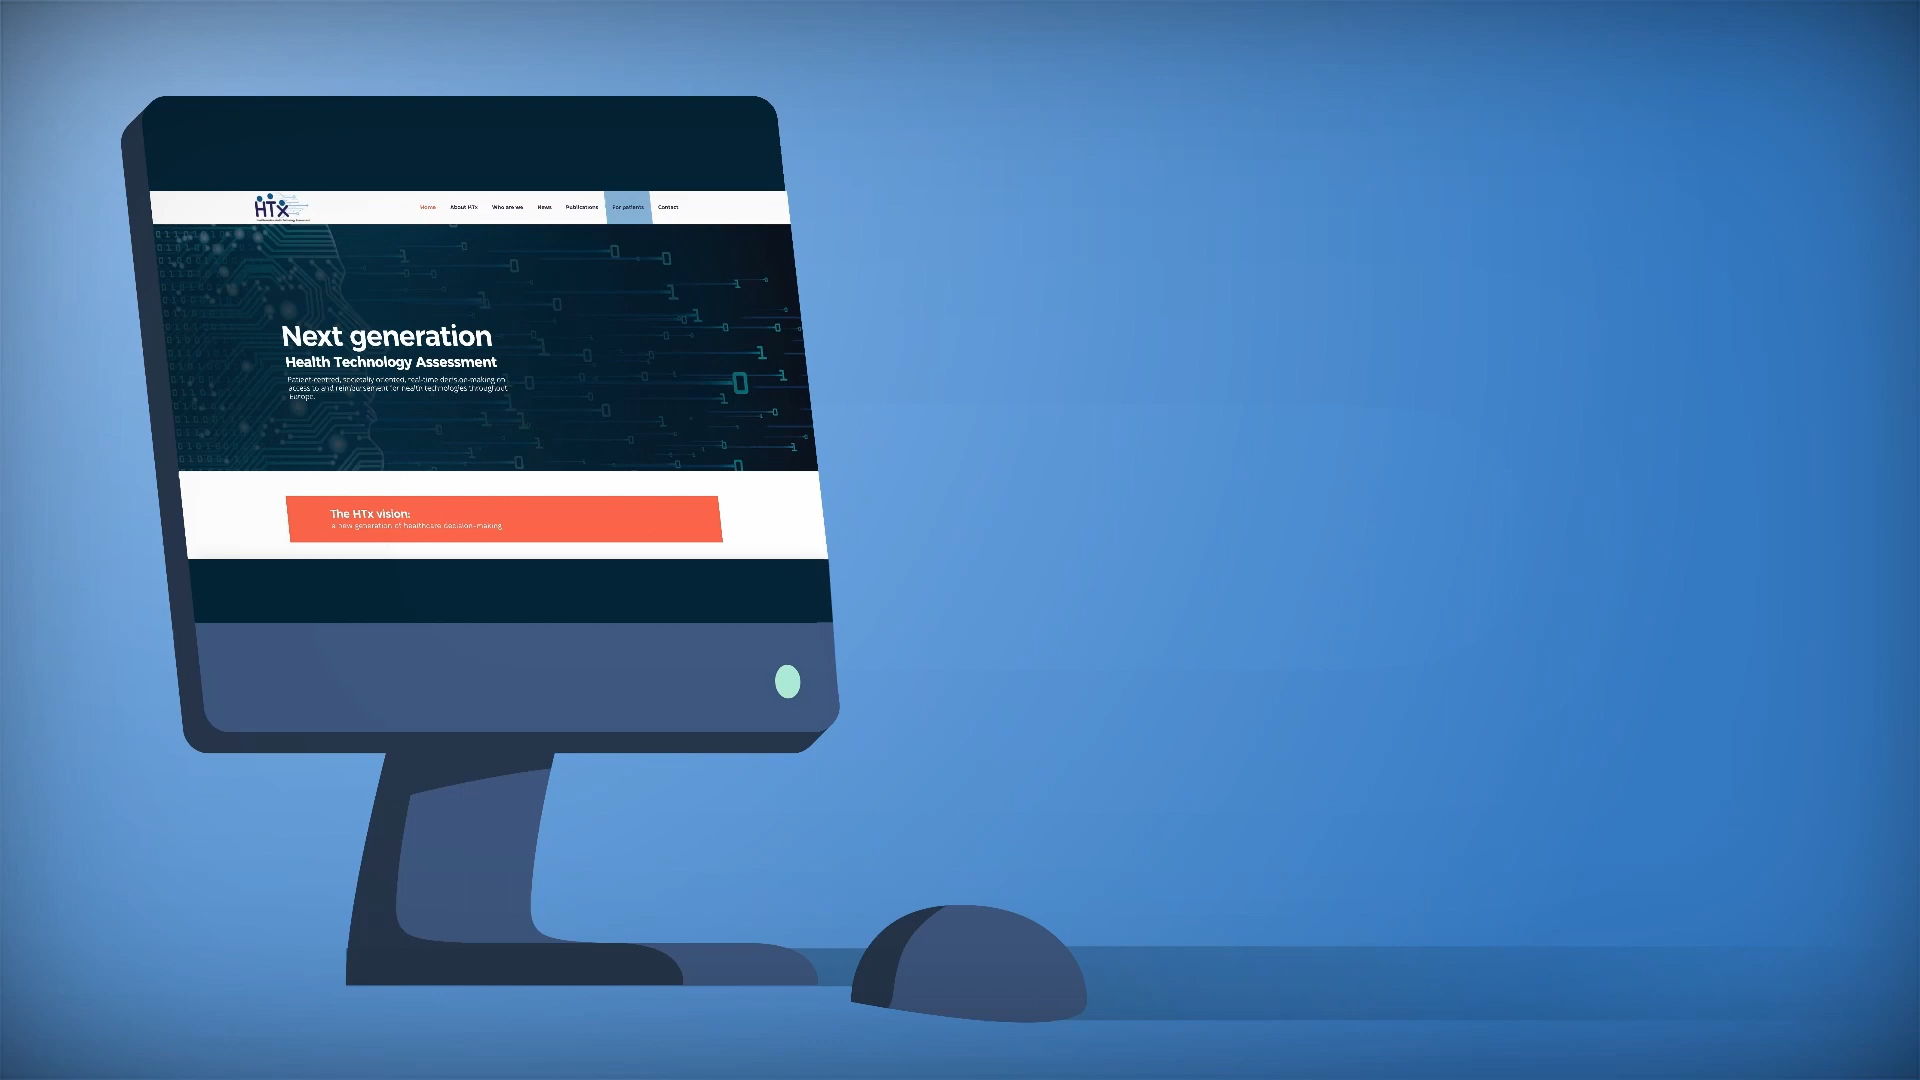 HTx
Home About HTx Who are we News Publications For patients Contact
Next generation
Health Technology Assessment
Patient-centred, societally oriented, real-time decision-making on
access to and reimbursement for health technologies throughout
Europe.
The HTx vision:
a new generation of healthcare decision-making